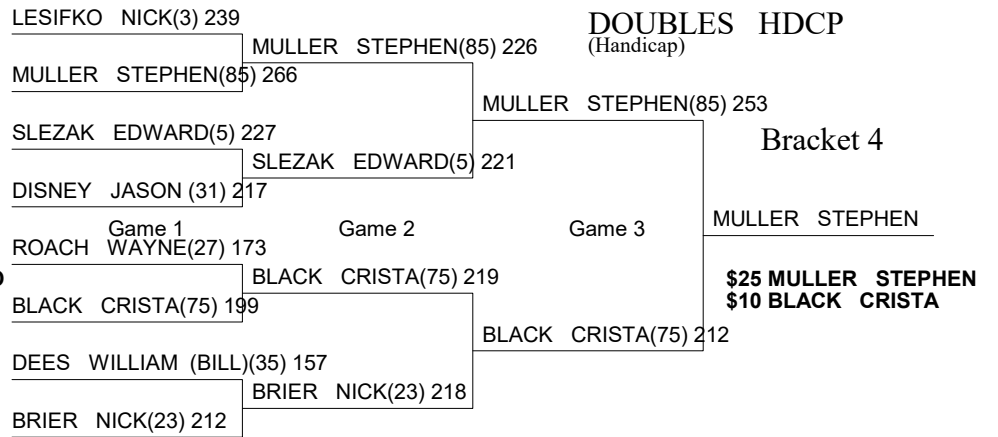 LESIFKO NICK(3) 239
DOUBLES HDCP
(Handicap)
MULLER STEPHEN(85) 226
MULLER STEPHEN(85) 266
MULLER STEPHEN(85) 253
SLEZAK EDWARD(5) 227
Bracket 4
SLEZAK EDWARD(5) 221
DISNEY JASON (31) 217
Game 1
Game 2
Game 3
MULLER STEPHEN
ROACH WAYNE(27) 173
BLACK CRISTA(75) 219
$25 MULLER STEPHEN
$10 BLACK CRISTA
BLACK CRISTA(75) 199
BLACK CRISTA(75) 212
DEES WILLIAM (BILL)(35) 157
BRIER NICK(23) 218
BRIER NICK(23) 212